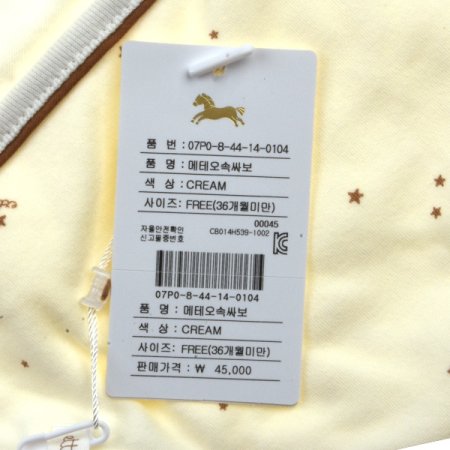 품 번 : 07P0-8-44-14-0104
품 명 : 메테오속싸보
색 상 : CREAM
사이즈 : FREE(36개월미만)
00045
자율안전확인
신고필증번호 CB014H539-1002
07P0-8-44-14-0104
품 명 : 메테오속싸보
색 상 : CREAM
사이즈 : FREE(36개월미만)
판매가격 : ₩ 45,000